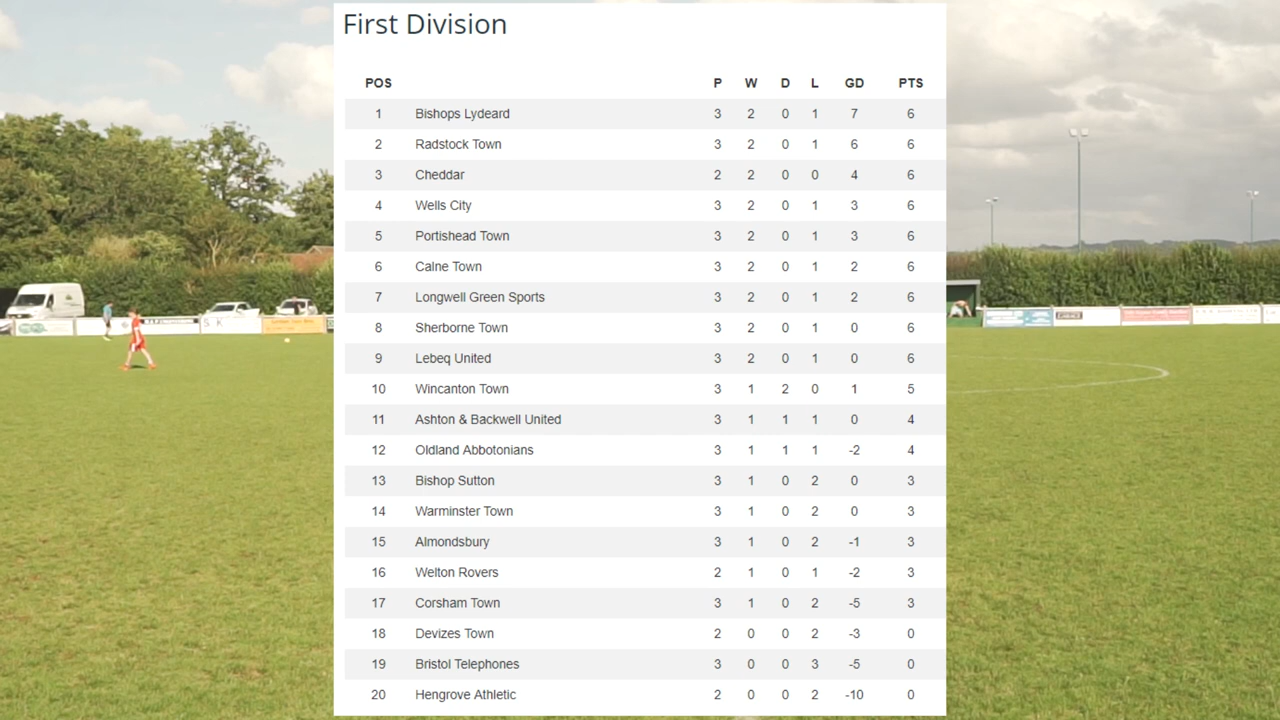 First Division
POS P W D L GD PTS
1 Bishops Lydeard 3 2 0 1 7 6
2 Radstock Town 3 2 0 1 6 6
3 Cheddar 2 2 0 0 4 6
4 Wells City 3 2 0 1 3 6
5 Portishead Town 3 2 0 1 3 6
6 Calne Town 3 2 0 1 2 6
7 Longwell Green Sports 3 2 0 1 2 6
8 Sherborne Town 3 2 0 1 0 6
9 Lebeq United 3 2 0 1 0 6
10 Wincanton Town 3 1 2 0 1 5
11 Ashton & Backwell United 3 1 1 1 0 4
12 Oldland Abbotonians 3 1 1 1 -2 4
13 Bishop Sutton 3 1 0 2 0 3
14 Warminster Town 3 1 0 2 0 3
15 Almondsbury 3 1 0 2 -1 3
16 Welton Rovers 2 1 0 1 -2 3
17 Corsham Town 3 1 0 2 -5 3
18 Devizes Town 2 0 0 2 -3 0
19 Bristol Telephones 3 0 0 3 -5 0
20 Hengrove Athletic 2 0 0 2 -10 0